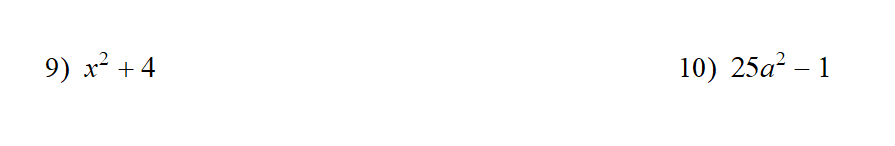 9) x² + 4 10) 25a² – 1